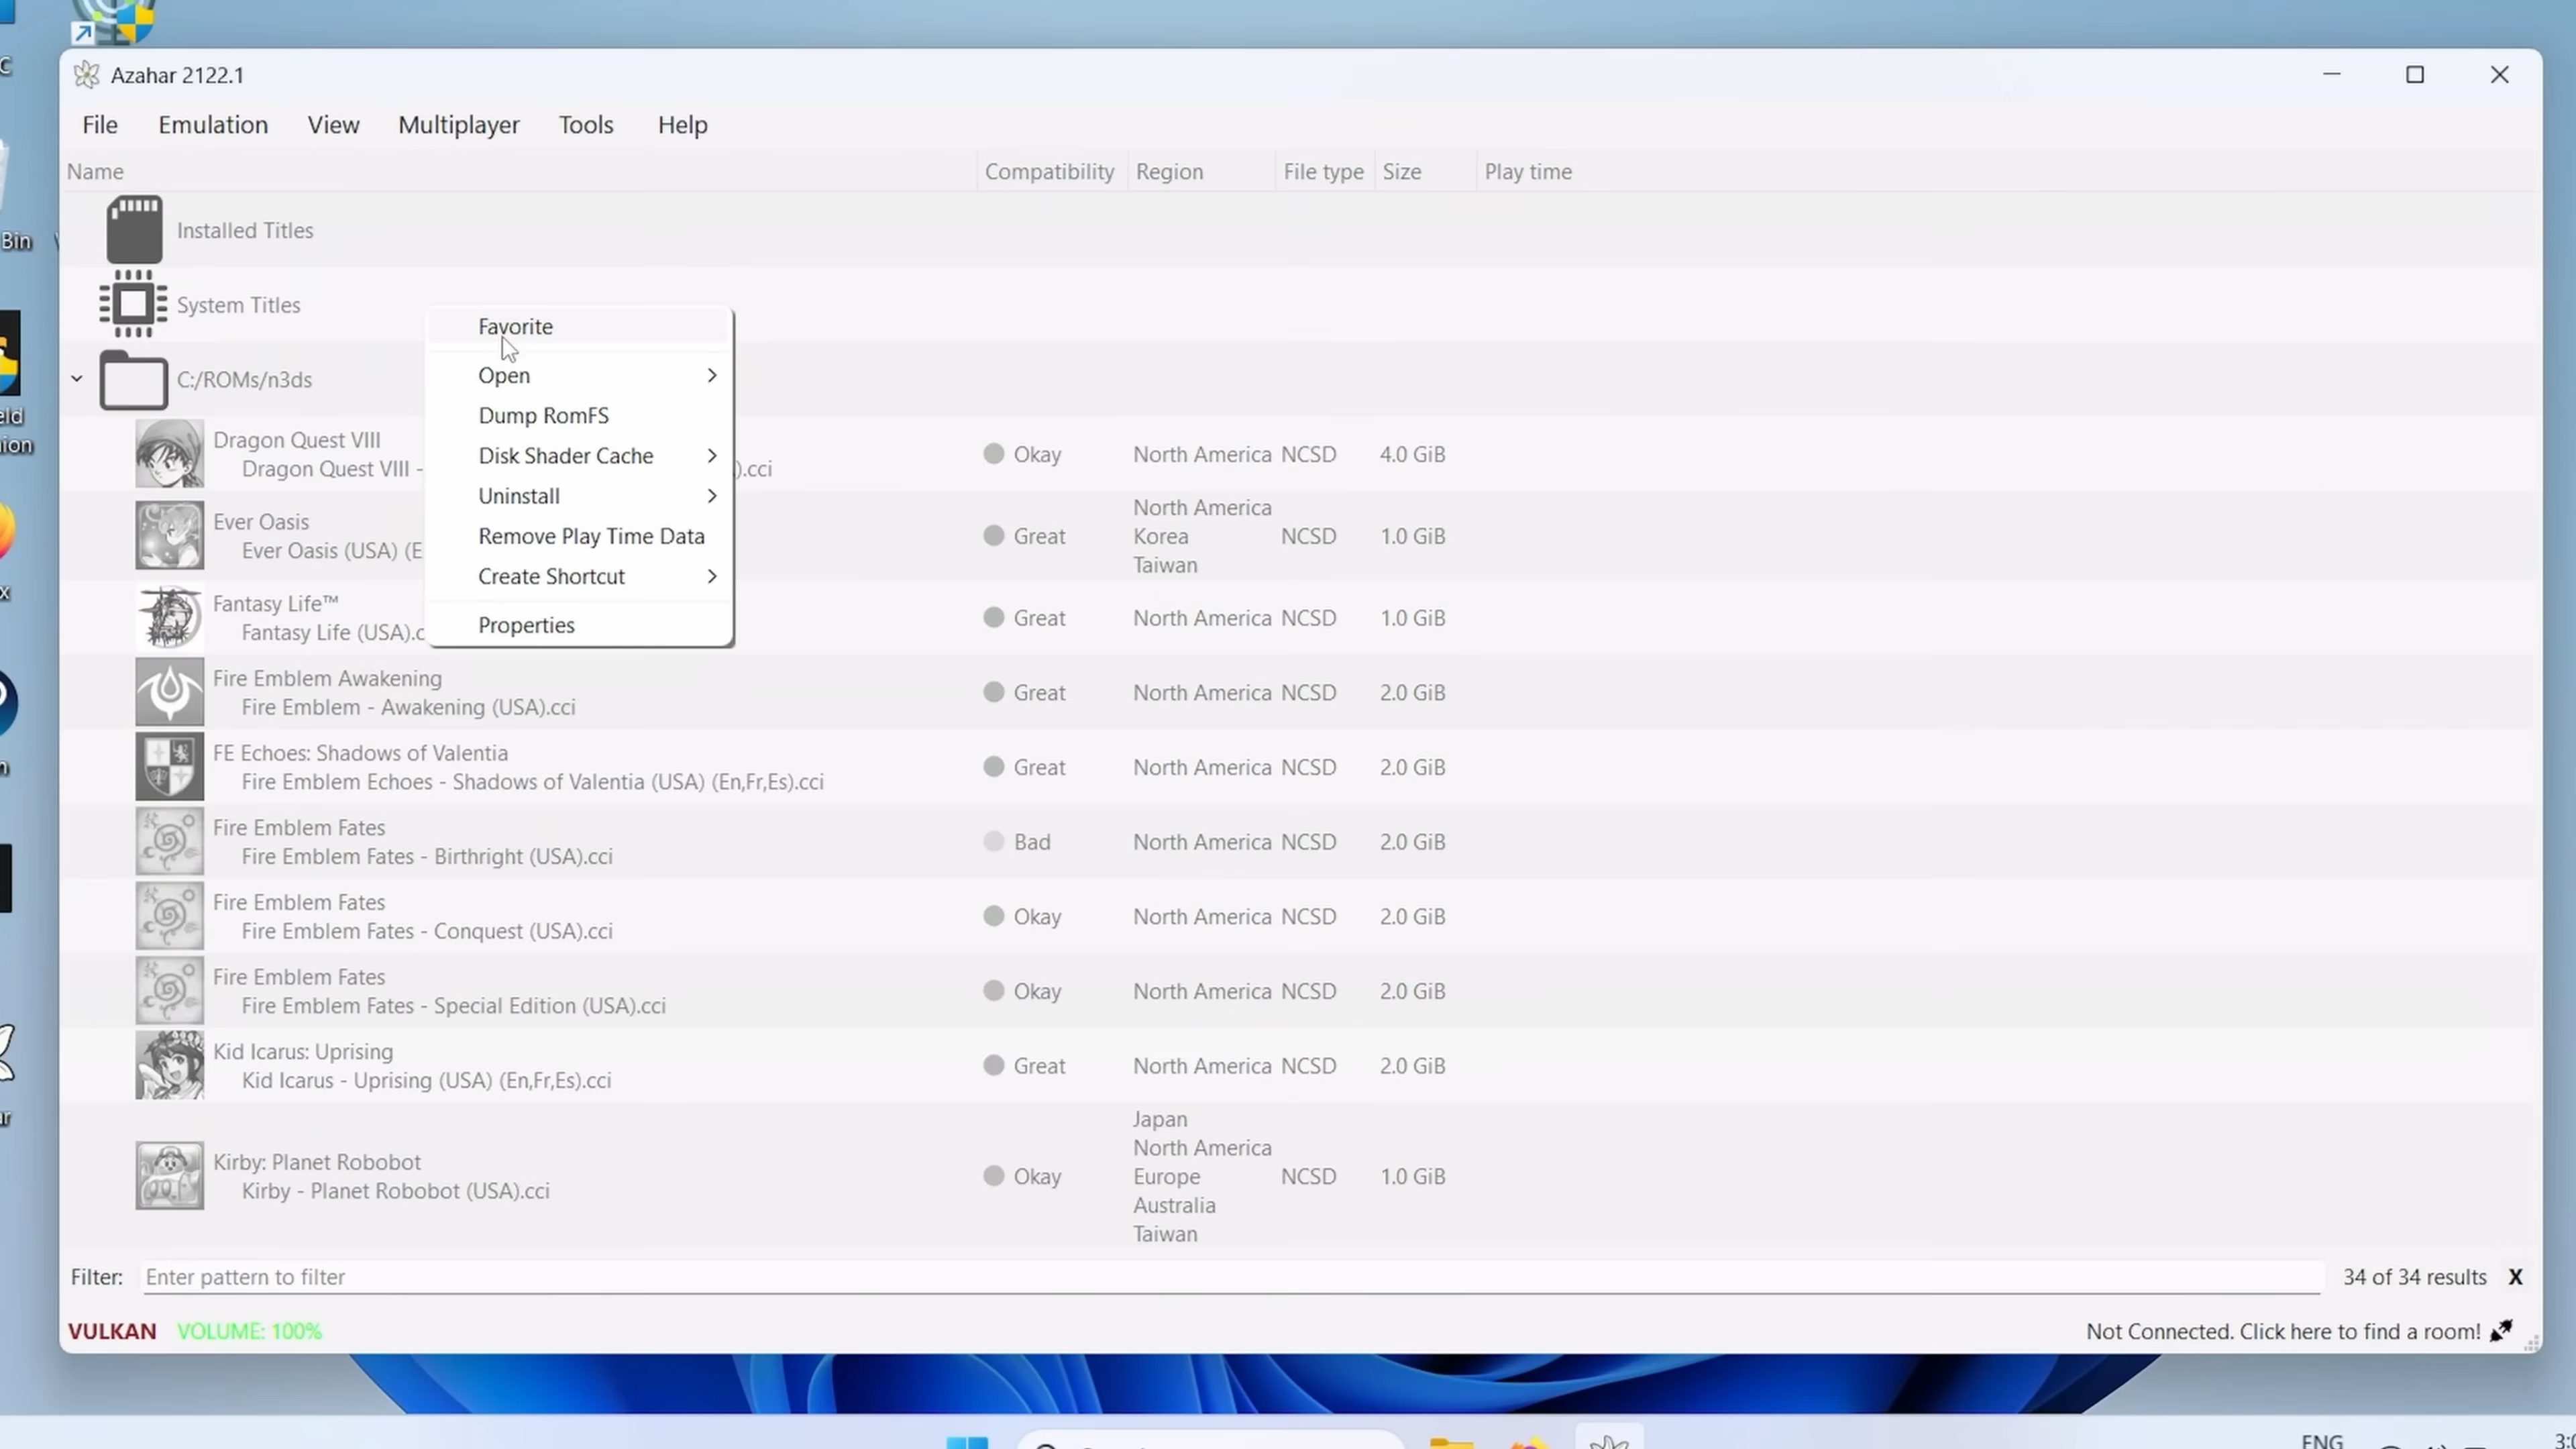 C
Azahar 2122.1
File Emulation View Multiplayer Tools Help
Name Compatibility Region File type Size Play time
Bin
Installed Titles
System Titles
C:/ROMs/n3ds
Favorite
Open
Dump RomFS
Disk Shader Cache
Uninstall
Remove Play Time Data
Create Shortcut
Properties
Dragon Quest VIII
Dragon Quest VIII - ).cci
Okay North America NCSD 4.0 GiB
Ever Oasis
Ever Oasis (USA) (E
Great North America
Korea
Taiwan
NCSD 1.0 GiB
Fantasy Life™
Fantasy Life (USA).c
Great North America NCSD 1.0 GiB
Fire Emblem Awakening
Fire Emblem - Awakening (USA).cci
Great North America NCSD 2.0 GiB
FE Echoes: Shadows of Valentia
Fire Emblem Echoes - Shadows of Valentia (USA) (En,Fr,Es).cci
Great North America NCSD 2.0 GiB
Fire Emblem Fates
Fire Emblem Fates - Birthright (USA).cci
Bad North America NCSD 2.0 GiB
Fire Emblem Fates
Fire Emblem Fates - Conquest (USA).cci
Okay North America NCSD 2.0 GiB
Fire Emblem Fates
Fire Emblem Fates - Special Edition (USA).cci
Okay North America NCSD 2.0 GiB
Kid Icarus: Uprising
Kid Icarus - Uprising (USA) (En,Fr,Es).cci
Great North America NCSD 2.0 GiB
Kirby: Planet Robobot
Kirby - Planet Robobot (USA).cci
Okay Japan
North America
Europe
Australia
Taiwan
NCSD 1.0 GiB
Filter: Enter pattern to filter 34 of 34 results X
VULKAN VOLUME: 100% Not Connected. Click here to find a room!
ENG